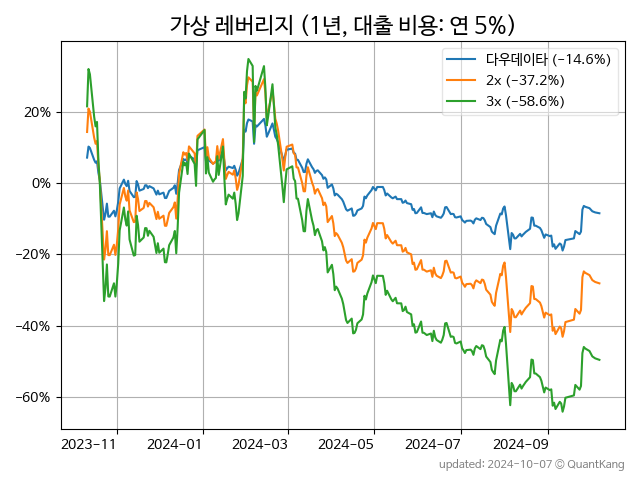 가상 레버리지 (1년, 대출 비용: 연 5%)
다우데이타 (-14.6%)
2x (-37.2%)
3x (-58.6%)
20%
0%
-20%
-40%
-60%
2023-11 2024-01 2024-03 2024-05 2024-07 2024-09
updated: 2024-10-07 © QuantKang